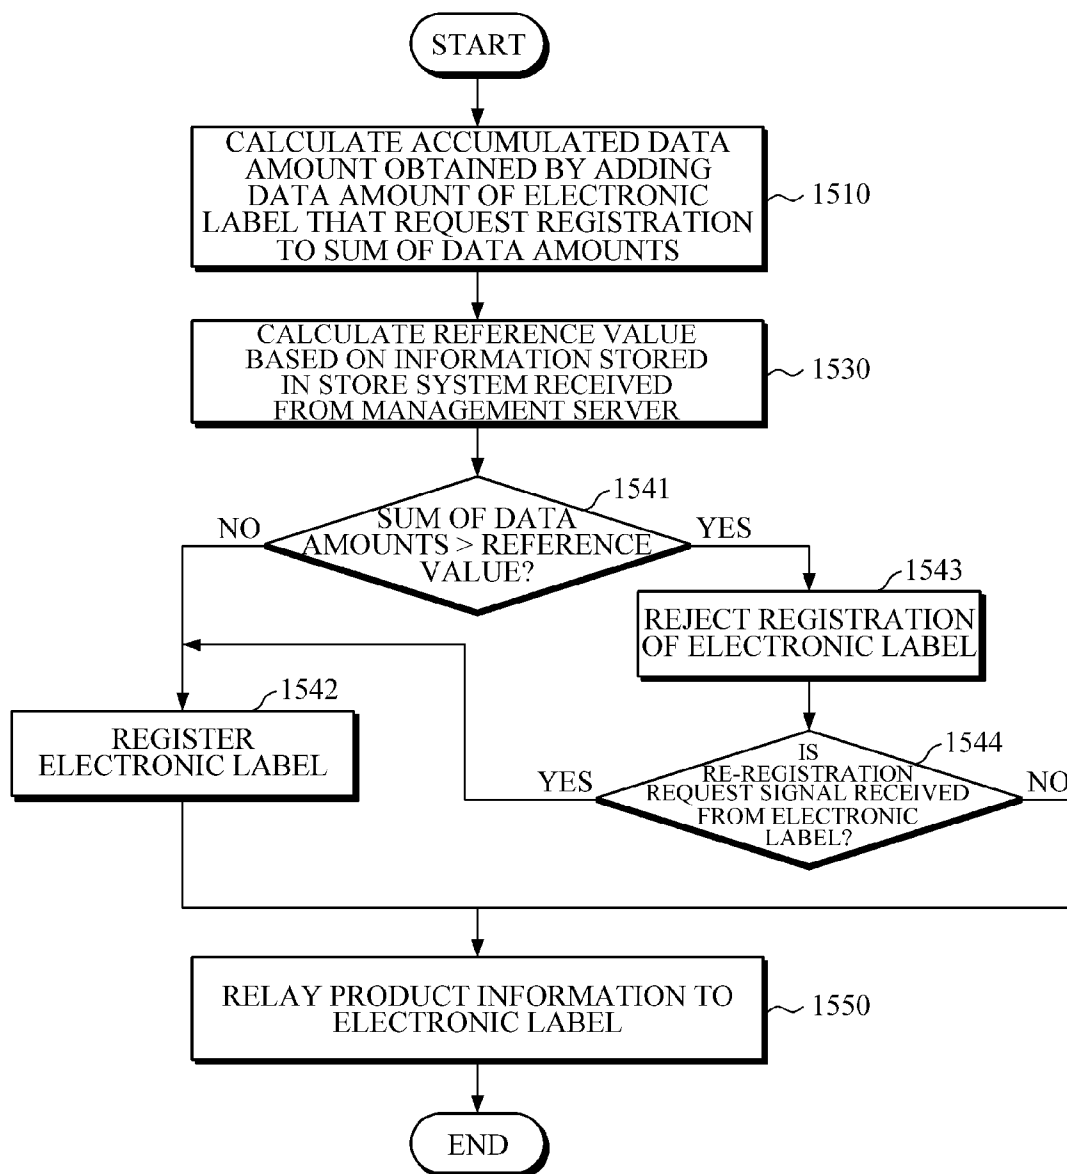 START
CALCULATE ACCUMULATED DATA
AMOUNT OBTAINED BY ADDING
DATA AMOUNT OF ELECTRONIC
LABEL THAT REQUEST REGISTRATION
TO SUM OF DATA AMOUNTS
1510
CALCULATE REFERENCE VALUE
BASED ON INFORMATION STORED
IN STORE SYSTEM RECEIVED
FROM MANAGEMENT SERVER
1530
1541
NO
SUM OF DATA
AMOUNTS > REFERENCE
VALUE?
YES
1543
REJECT REGISTRATION
OF ELECTRONIC LABEL
1542
REGISTER
ELECTRONIC LABEL
1544
YES
IS
RE-REGISTRATION
REQUEST SIGNAL RECEIVED
FROM ELECTRONIC
LABEL?
NO
RELAY PRODUCT INFORMATION TO
ELECTRONIC LABEL
1550
END